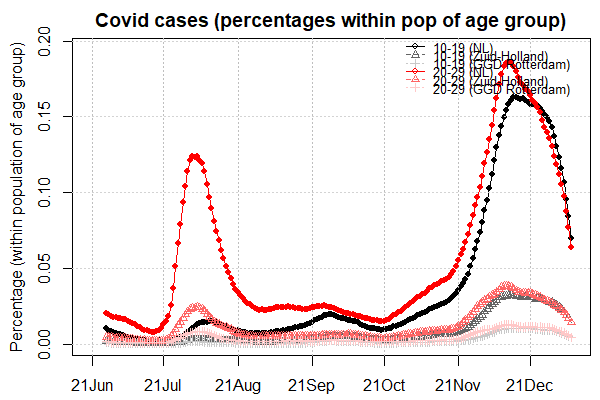 Covid cases (percentages within pop of age group)
Percentage (within population of age group)
0.20
0.15
0.10
0.05
0.00
10-19 (NL)
10-19 (Zuid-Holland)
10-19 (GGD Rotterdam)
20-29 (NL)
20-29 (Zuid-Holland)
20-29 (GGD Rotterdam)
21Jun 21Jul 21Aug 21Sep 21Oct 21Nov 21Dec